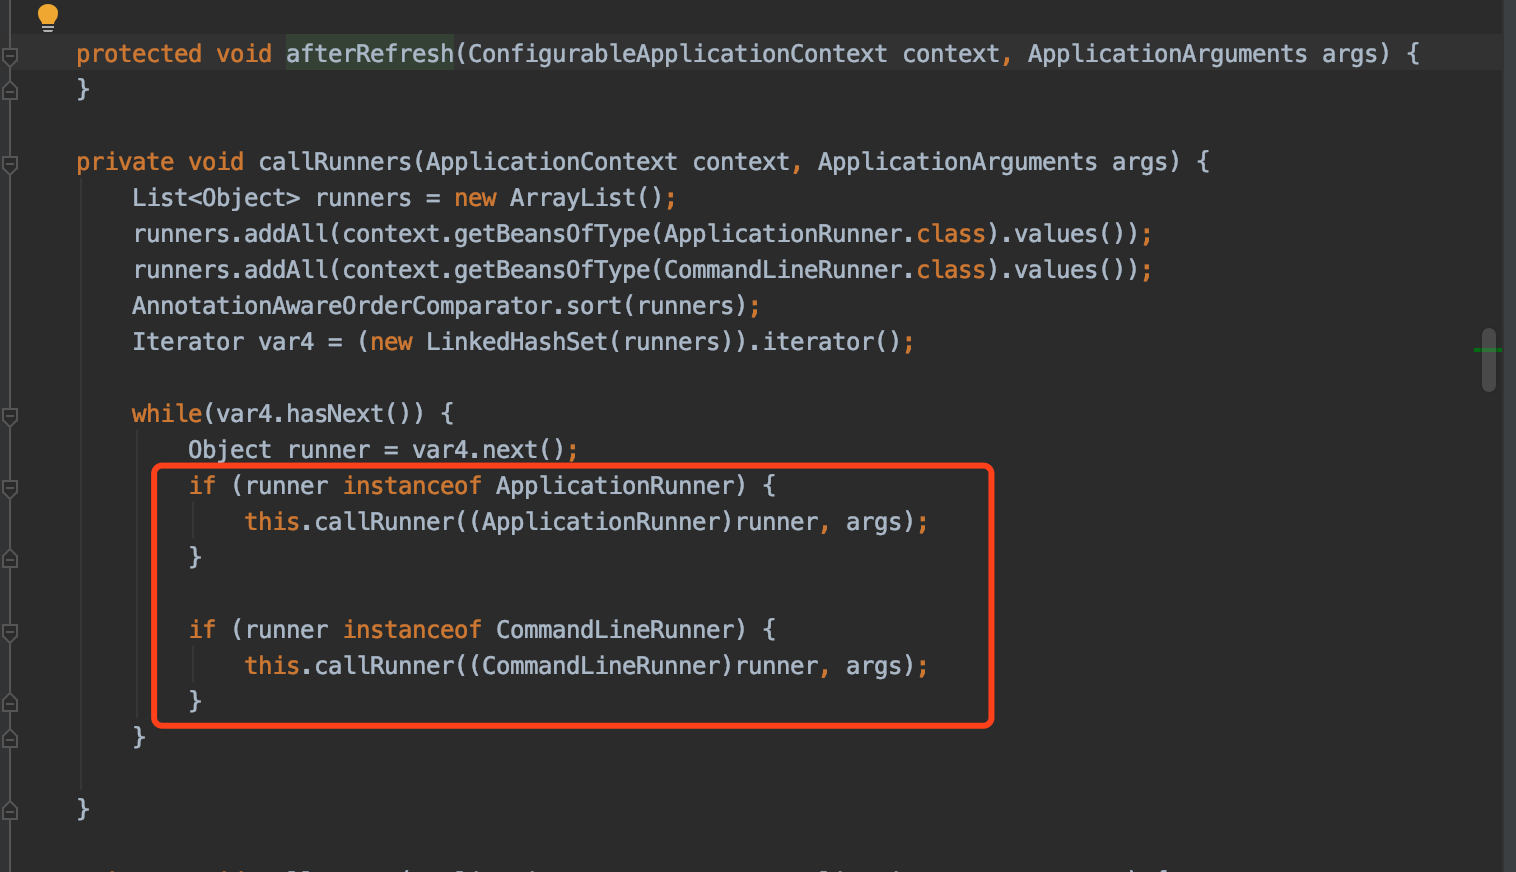 protected void afterRefresh(ConfigurableApplicationContext context, ApplicationArguments args) {
}
private void callRunners(ApplicationContext context, ApplicationArguments args) {
List<Object> runners = new ArrayList();
runners.addAll(context.getBeansOfType(ApplicationRunner.class).values());
runners.addAll(context.getBeansOfType(CommandLineRunner.class).values());
AnnotationAwareOrderComparator.sort(runners);
Iterator var4 = (new LinkedHashSet(runners)).iterator();
while(var4.hasNext()) {
Object runner = var4.next();
if (runner instanceof ApplicationRunner) {
this.callRunner((ApplicationRunner)runner, args);
}
if (runner instanceof CommandLineRunner) {
this.callRunner((CommandLineRunner)runner, args);
}
}
}